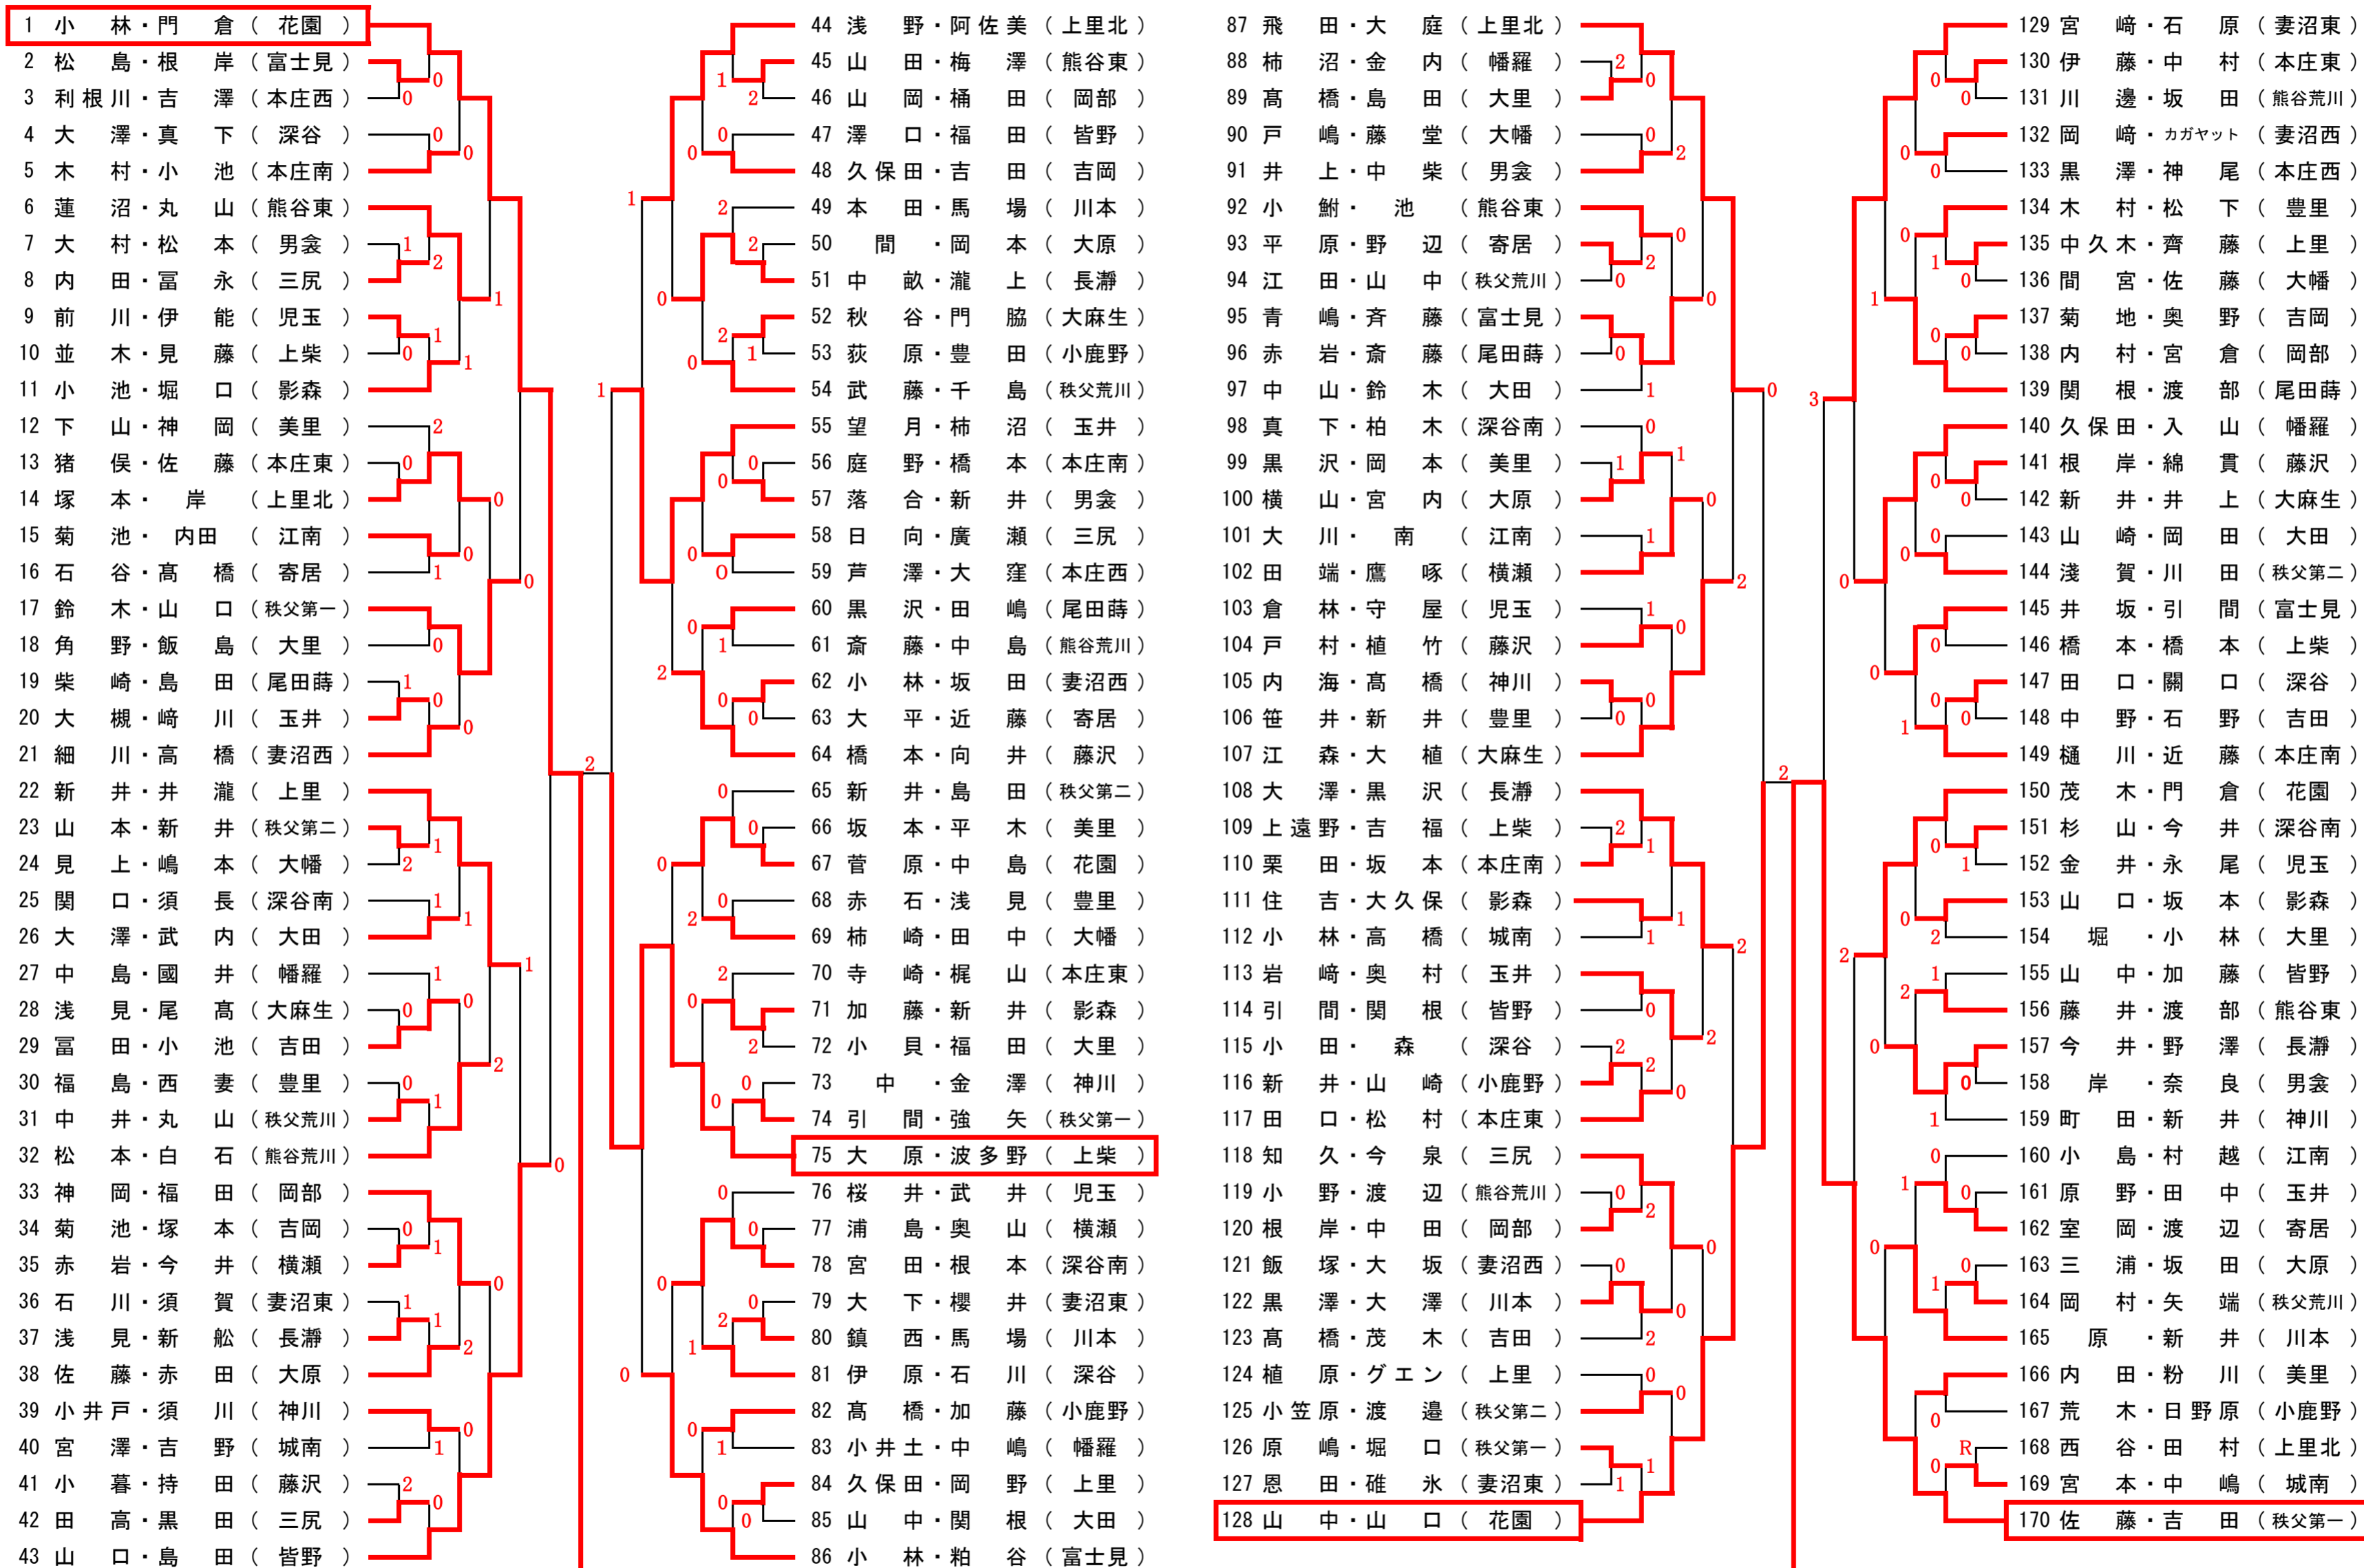 1 小林・門倉（花園）
2 松島・根岸（富士見）
3 利根川・吉澤（本庄西）
4 大澤・真下（深谷）
5 木村・小池（本庄南）
6 蓮沼・丸山（熊谷東）
7 大村・松本（男衾）
8 内田・冨永（三尻）
9 前川・伊能（児玉）
10 並木・見藤（上柴）
11 小池・堀口（影森）
12 下山・神岡（美里）
13 猪俣・佐藤（本庄東）
14 塚本・岸（上里北）
15 菊池・内田（江南）
16 石谷・髙橋（寄居）
17 鈴木・山口（秩父第一）
18 角野・飯島（大里）
19 柴崎・島田（尾田蒔）
20 大槻・﨑川（玉井）
21 細川・高橋（妻沼西）
22 新井・井瀧（上里）
23 山本・新井（秩父第二）
24 見上・嶋本（大幡）
25 関口・須長（深谷南）
26 大澤・武内（大田）
27 中島・國井（幡羅）
28 浅見・尾髙（大麻生）
29 冨田・小池（吉田）
30 福島・西妻（豊里）
31 中井・丸山（秩父荒川）
32 松本・白石（熊谷荒川）
33 神岡・福田（岡部）
34 菊池・塚本（吉岡）
35 赤岩・今井（横瀬）
36 石川・須賀（妻沼東）
37 浅見・新舩（長瀞）
38 佐藤・赤田（大原）
39 小井戸・須川（神川）
40 宮澤・吉野（城南）
41 小暮・持田（藤沢）
42 田高・黒田（三尻）
43 山口・島田（皆野）
44 浅野・阿佐美（上里北）
45 山田・梅澤（熊谷東）
46 山岡・桶田（岡部）
47 澤口・福田（皆野）
48 久保田・吉田（吉岡）
49 本田・馬場（川本）
50 間・岡本（大原）
51 中畝・瀧上（長瀞）
52 秋谷・門脇（大麻生）
53 荻原・豊田（小鹿野）
54 武藤・千島（秩父荒川）
55 望月・柿沼（玉井）
56 庭野・橋本（本庄南）
57 落合・新井（男衾）
58 日向・廣瀬（三尻）
59 芦澤・大窪（本庄西）
60 黒沢・田嶋（尾田蒔）
61 斎藤・中島（熊谷荒川）
62 小林・坂田（妻沼西）
63 大平・近藤（寄居）
64 橋本・向井（藤沢）
65 新井・島田（秩父第二）
66 坂本・平木（美里）
67 菅原・中島（花園）
68 赤石・浅見（豊里）
69 柿崎・田中（大幡）
70 寺崎・梶山（本庄東）
71 加藤・新井（影森）
72 小貝・福田（大里）
73 中・金澤（神川）
74 引間・強矢（秩父第一）
75 大原・波多野（上柴）
76 桜井・武井（児玉）
77 浦島・奥山（横瀬）
78 宮田・根本（深谷南）
79 大下・櫻井（妻沼東）
80 鎮西・馬場（川本）
81 伊原・石川（深谷）
82 髙橋・加藤（小鹿野）
83 小井土・中嶋（幡羅）
84 久保田・岡野（上里）
85 山中・関根（大田）
86 小林・粕谷（富士見）
87 飛田・大庭（上里北）
88 柿沼・金内（幡羅）
89 髙橋・島田（大里）
90 戸嶋・藤堂（大幡）
91 井上・中柴（男衾）
92 小鮒・池（熊谷東）
93 平原・野辺（寄居）
94 江田・山中（秩父荒川）
95 青嶋・斉藤（富士見）
96 赤岩・斎藤（尾田蒔）
97 中山・鈴木（大田）
98 真下・柏木（深谷南）
99 黒沢・岡本（美里）
100 横山・宮内（大原）
101 大川・南（江南）
102 田端・鷹啄（横瀬）
103 倉林・守屋（児玉）
104 戸村・植竹（藤沢）
105 内海・髙橋（神川）
106 笹井・新井（豊里）
107 江森・大植（大麻生）
108 大澤・黒沢（長瀞）
109 上遠野・吉福（上柴）
110 栗田・坂本（本庄南）
111 住吉・大久保（影森）
112 小林・高橋（城南）
113 岩﨑・奥村（玉井）
114 引間・関根（皆野）
115 小田・森（深谷）
116 新井・山崎（小鹿野）
117 田口・松村（本庄東）
118 知久・今泉（三尻）
119 小野・渡辺（熊谷荒川）
120 根岸・中田（岡部）
121 飯塚・大坂（妻沼西）
122 黒澤・大澤（川本）
123 髙橋・茂木（吉田）
124 植原・グエン（上里）
125 小笠原・渡邉（秩父第二）
126 原嶋・堀口（秩父第一）
127 恩田・碓氷（妻沼東）
128 山中・山口（花園）
129 宮﨑・石原（妻沼東）
130 伊藤・中村（本庄東）
131 川邊・坂田（熊谷荒川）
132 岡﨑・カガヤット（妻沼西）
133 黒澤・神尾（本庄西）
134 木村・松下（豊里）
135 中久木・齊藤（上里）
136 間宮・佐藤（大幡）
137 菊地・奥野（吉岡）
138 内村・宮倉（岡部）
139 関根・渡部（尾田蒔）
140 久保田・入山（幡羅）
141 根岸・綿貫（藤沢）
142 新井・井上（大麻生）
143 山崎・岡田（大田）
144 淺賀・川田（秩父第二）
145 井坂・引間（富士見）
146 橋本・橋本（上柴）
147 田口・關口（深谷）
148 中野・石野（吉田）
149 樋川・近藤（本庄南）
150 茂木・門倉（花園）
151 杉山・今井（深谷南）
152 金井・永尾（児玉）
153 山口・坂本（影森）
154 堀・小林（大里）
155 山中・加藤（皆野）
156 藤井・渡部（熊谷東）
157 今井・野澤（長瀞）
158 岸・奈良（男衾）
159 町田・新井（神川）
160 小島・村越（江南）
161 原野・田中（玉井）
162 室岡・渡辺（寄居）
163 三浦・坂田（大原）
164 岡村・矢端（秩父荒川）
165 原・新井（川本）
166 内田・粉川（美里）
167 荒木・日野原（小鹿野）
168 西谷・田村（上里北）
169 宮本・中嶋（城南）
170 佐藤・吉田（秩父第一）